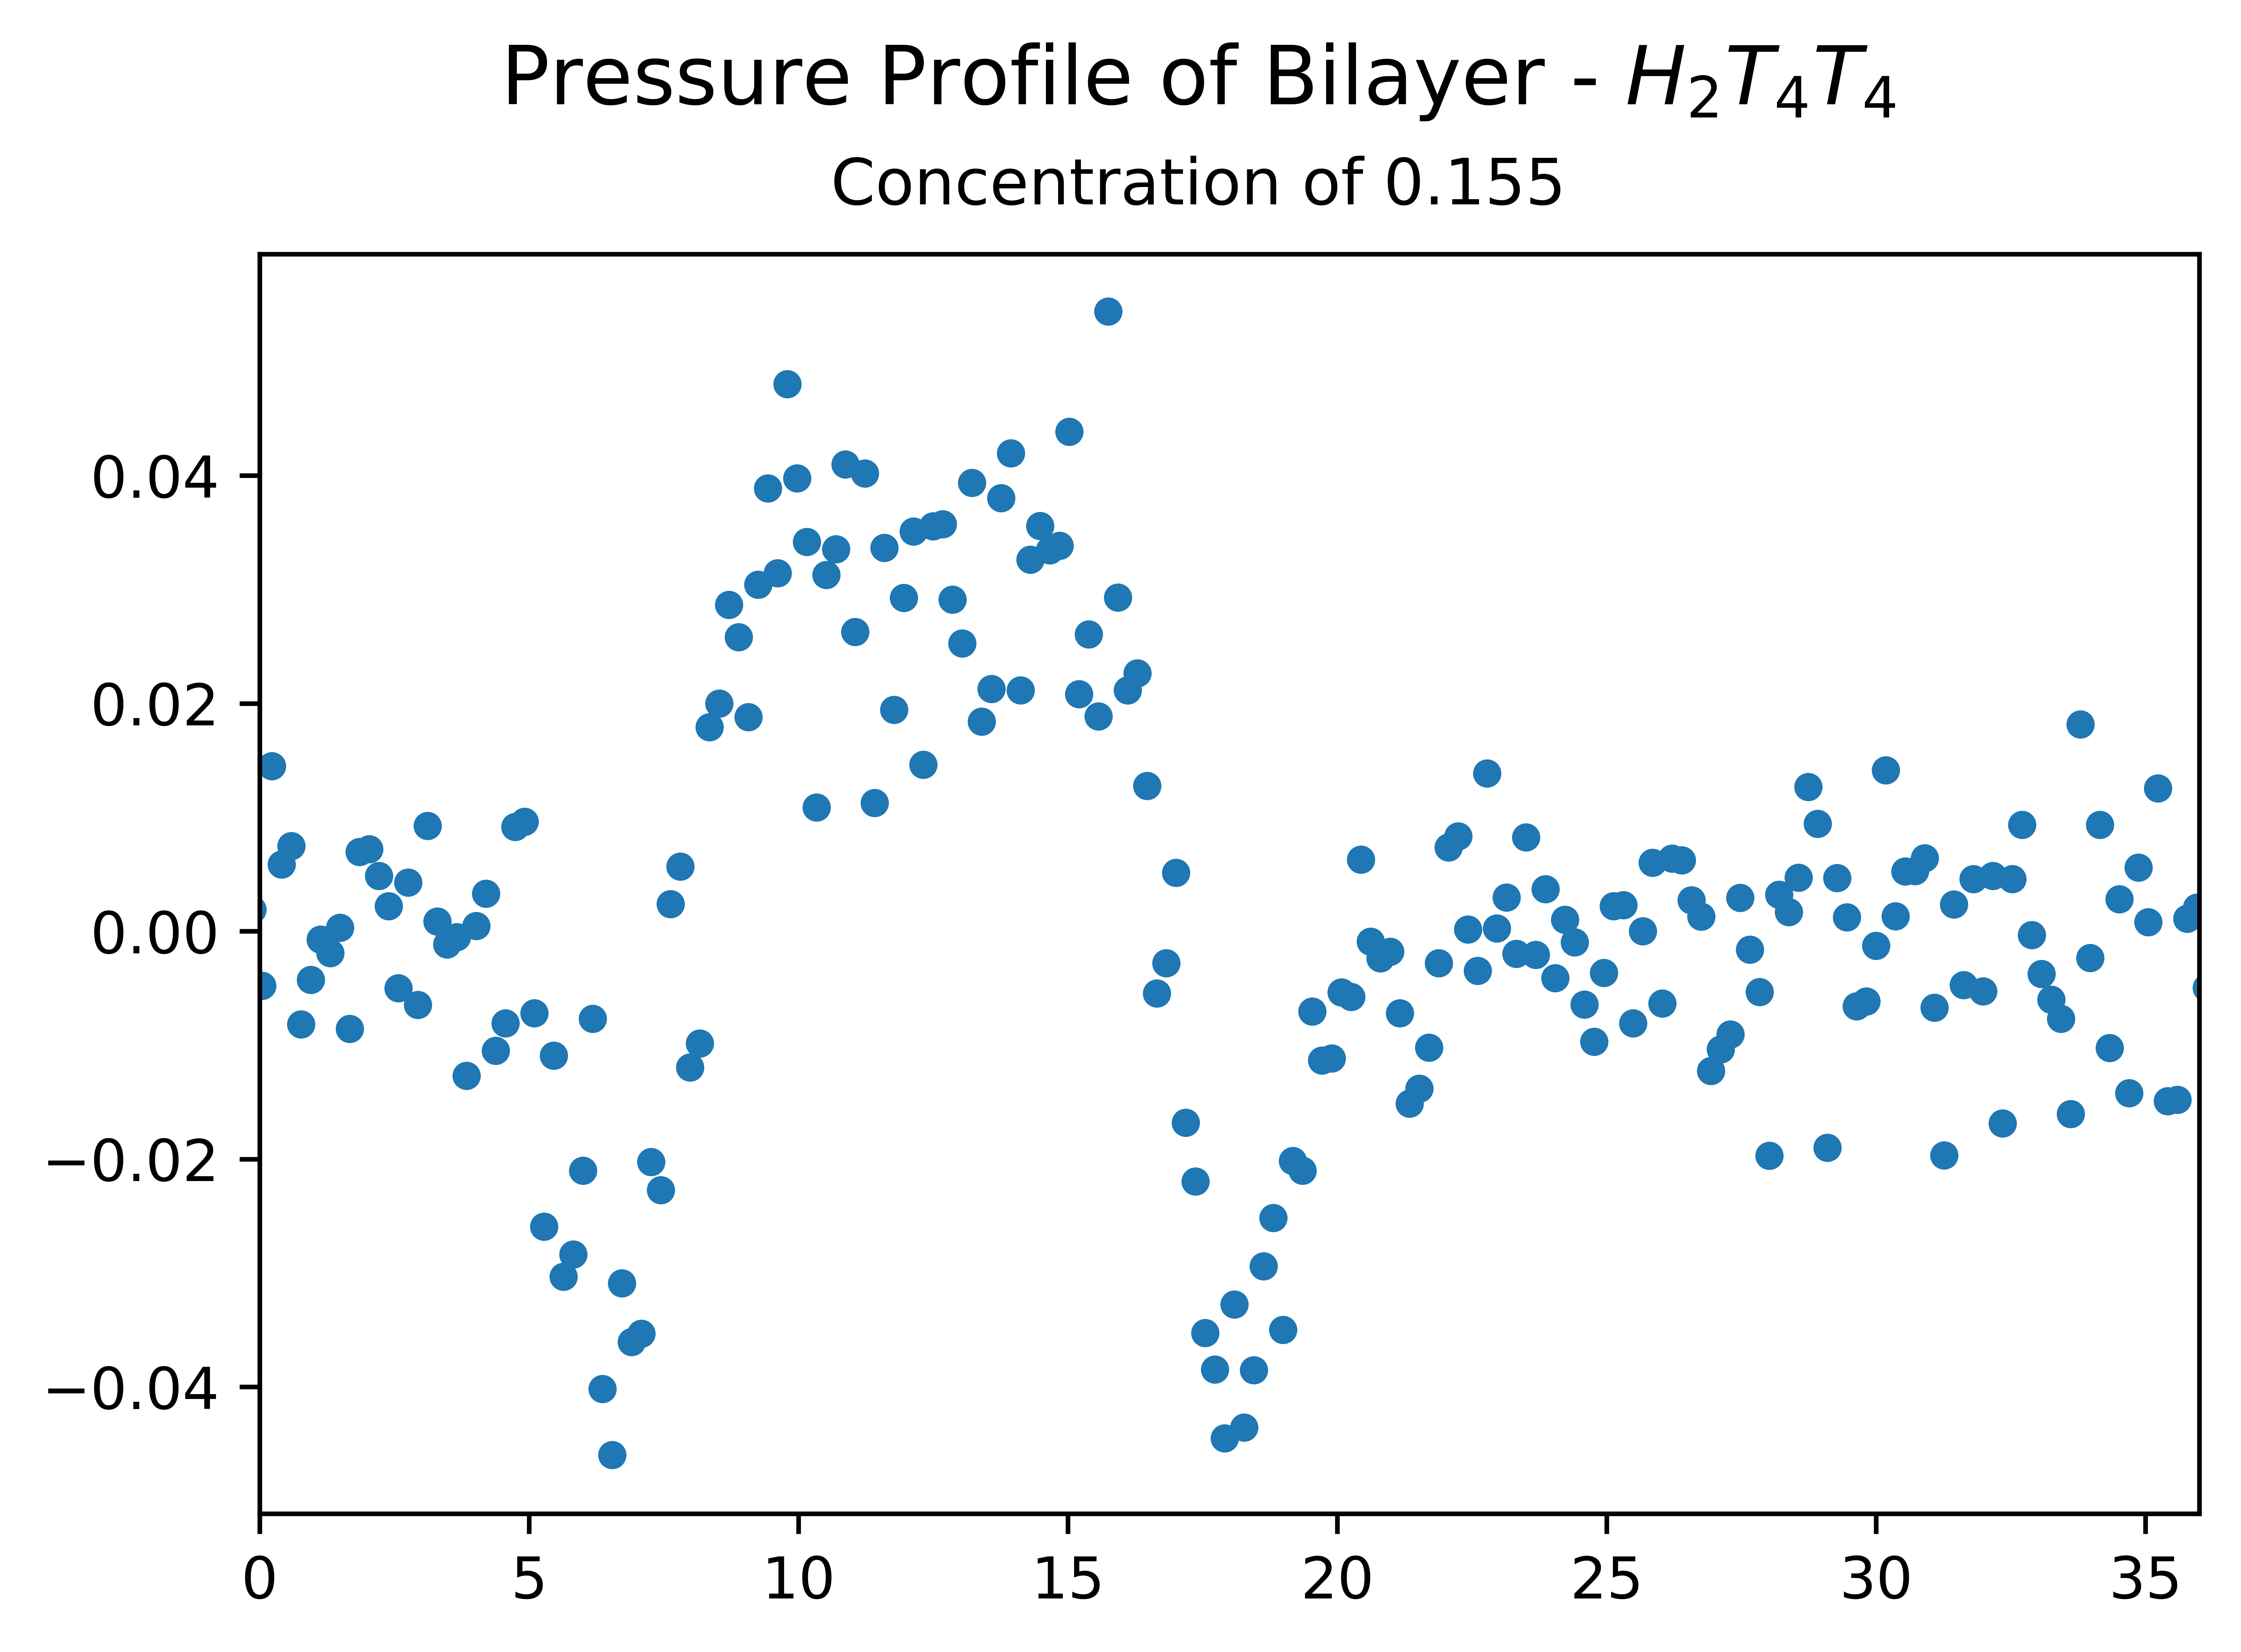 Pressure Profile of Bilayer - H₂T₄T₄
Concentration of 0.155
0.04
0.02
0.00
−0.02
−0.04
0 5 10 15 20 25 30 35